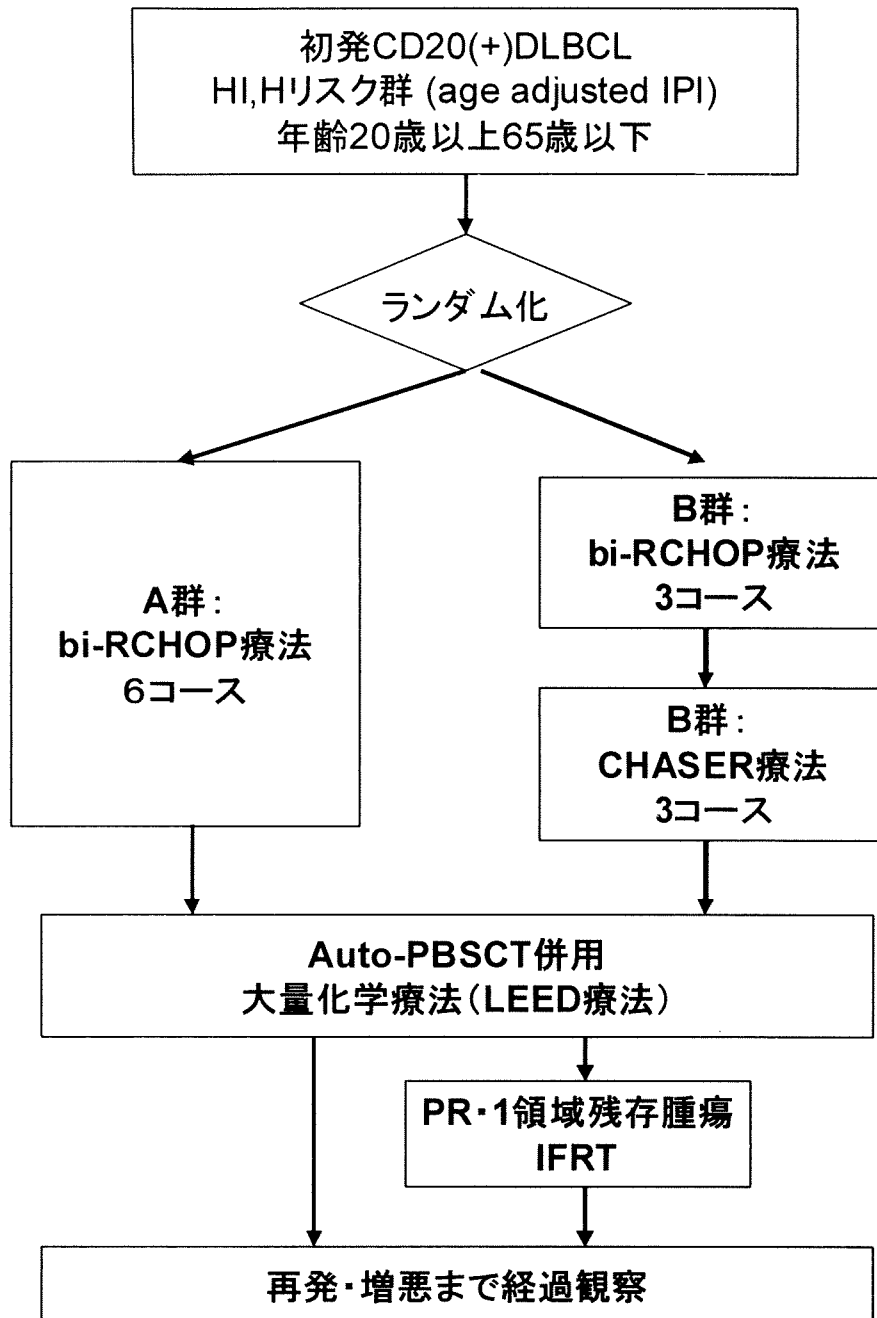 初発CD20(+)DLBCL
HI,Hリスク群 (age adjusted IPI)
年齢20歳以上65歳以下
ランダム化
A群:
bi-RCHOP療法
6コース
B群:
bi-RCHOP療法
3コース
B群:
CHASER療法
3コース
Auto-PBSCT併用
大量化学療法(LEED療法)
PR・1領域残存腫瘍
IFRT
再発・増悪まで経過観察